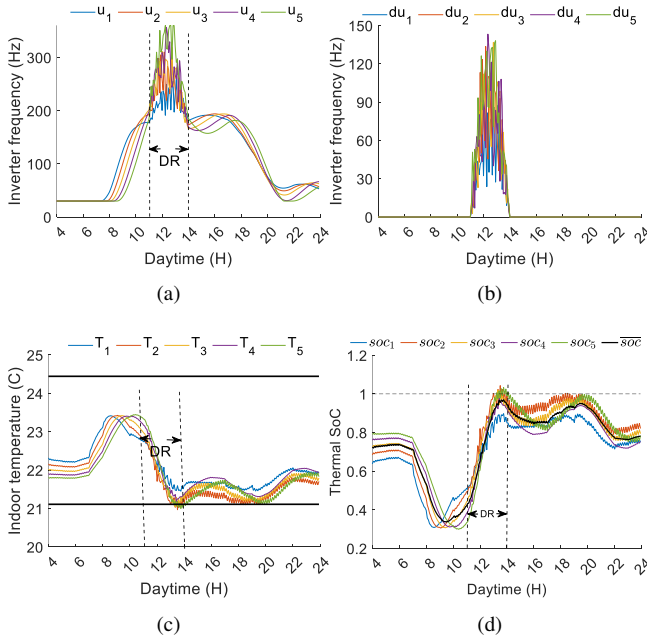 u1 u2 u3 u4 u5
Inverter frequency (Hz)
300
200
100
0
DR
4 6 8 10 12 14 16 18 20 22 24
Daytime (H)
(a)
du1 du2 du3 du4 du5
Inverter frequency (Hz)
150
120
90
60
30
0
4 6 8 10 12 14 16 18 20 22 24
Daytime (H)
(b)
T1 T2 T3 T4 T5
Indoor temperature (C)
25
24
23
22
21
20
DR
4 6 8 10 12 14 16 18 20 22 24
Daytime (H)
(c)
soc1 soc2 soc3 soc4 soc5 soc
Thermal SoC
1.2
1
0.8
0.6
0.4
0.2
DR
4 6 8 10 12 14 16 18 20 22 24
Daytime (H)
(d)